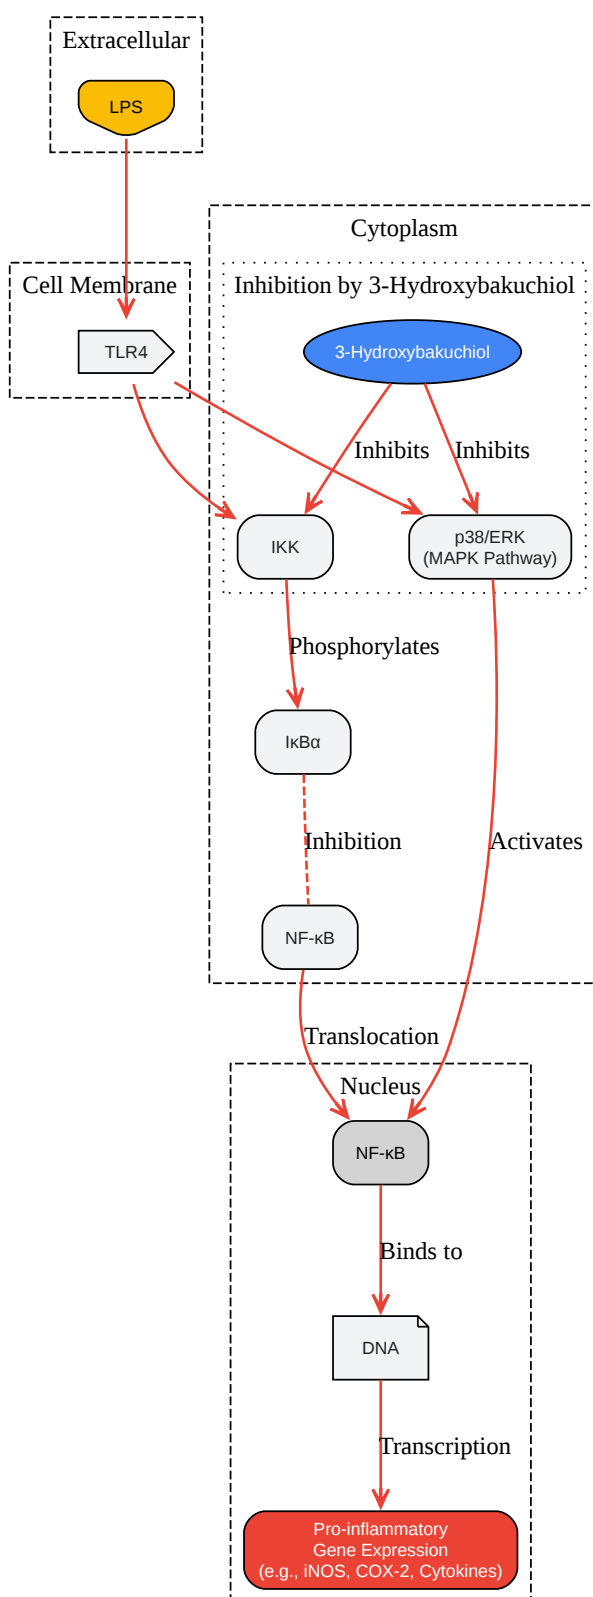 Extracellular
LPS
Cytoplasm
Cell Membrane
Inhibition by 3-Hydroxybakuchiol
TLR4
3-Hydroxybakuchiol
Inhibits
Inhibits
IKK
p38/ERK
(MAPK Pathway)
Phosphorylates
IκBα
Inhibition
Activates
NF-κB
Translocation
Nucleus
NF-κB
Binds to
DNA
Transcription
Pro-inflammatory
Gene Expression
(e.g., iNOS, COX-2, Cytokines)